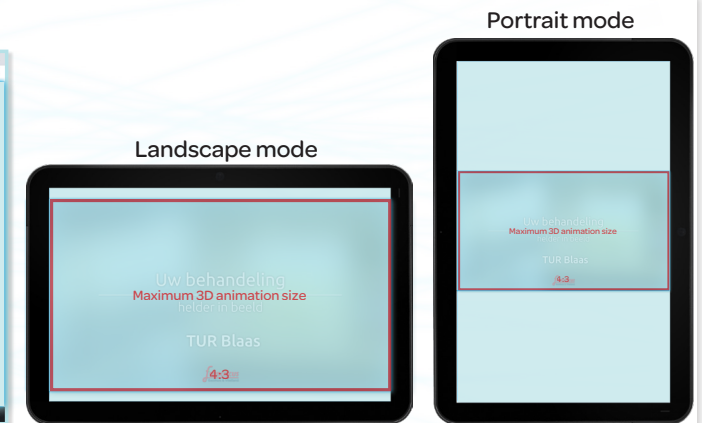 Portrait mode
Landscape mode
Uw behandeling
Maximum 3D animation size
helder in beeld
TUR Blaas
4:3
Uw behandeling
Maximum 3D animation size
TUR Blaas
4:3